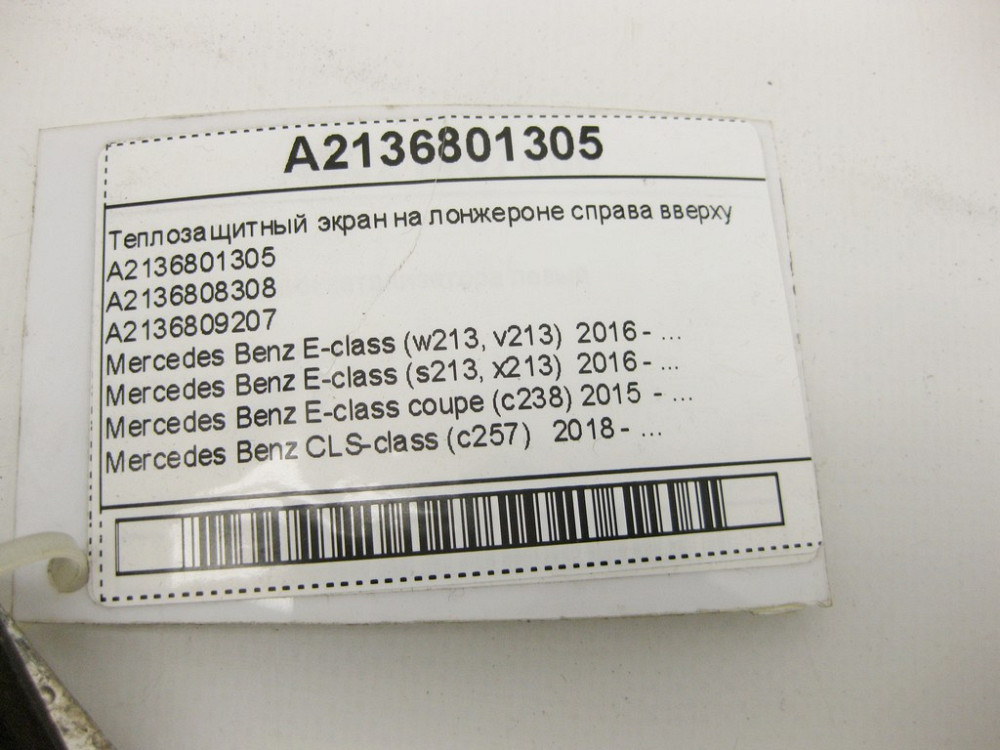 A2136801305
Теплозащитный экран на лонжероне справа вверху
A2136801305
A2136808308
A2136809207
Mercedes Benz E-class (w213, v213) 2016 - ...
Mercedes Benz E-class (s213, x213) 2016 - ...
Mercedes Benz E-class coupe (c238) 2015 - ...
Mercedes Benz CLS-class (c257) 2018 - ...